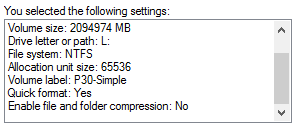 You selected the following settings:
Volume size: 2094974 MB
Drive letter or path: L:
File system: NTFS
Allocation unit size: 65536
Volume label: P30-Simple
Quick format: Yes
Enable file and folder compression: No